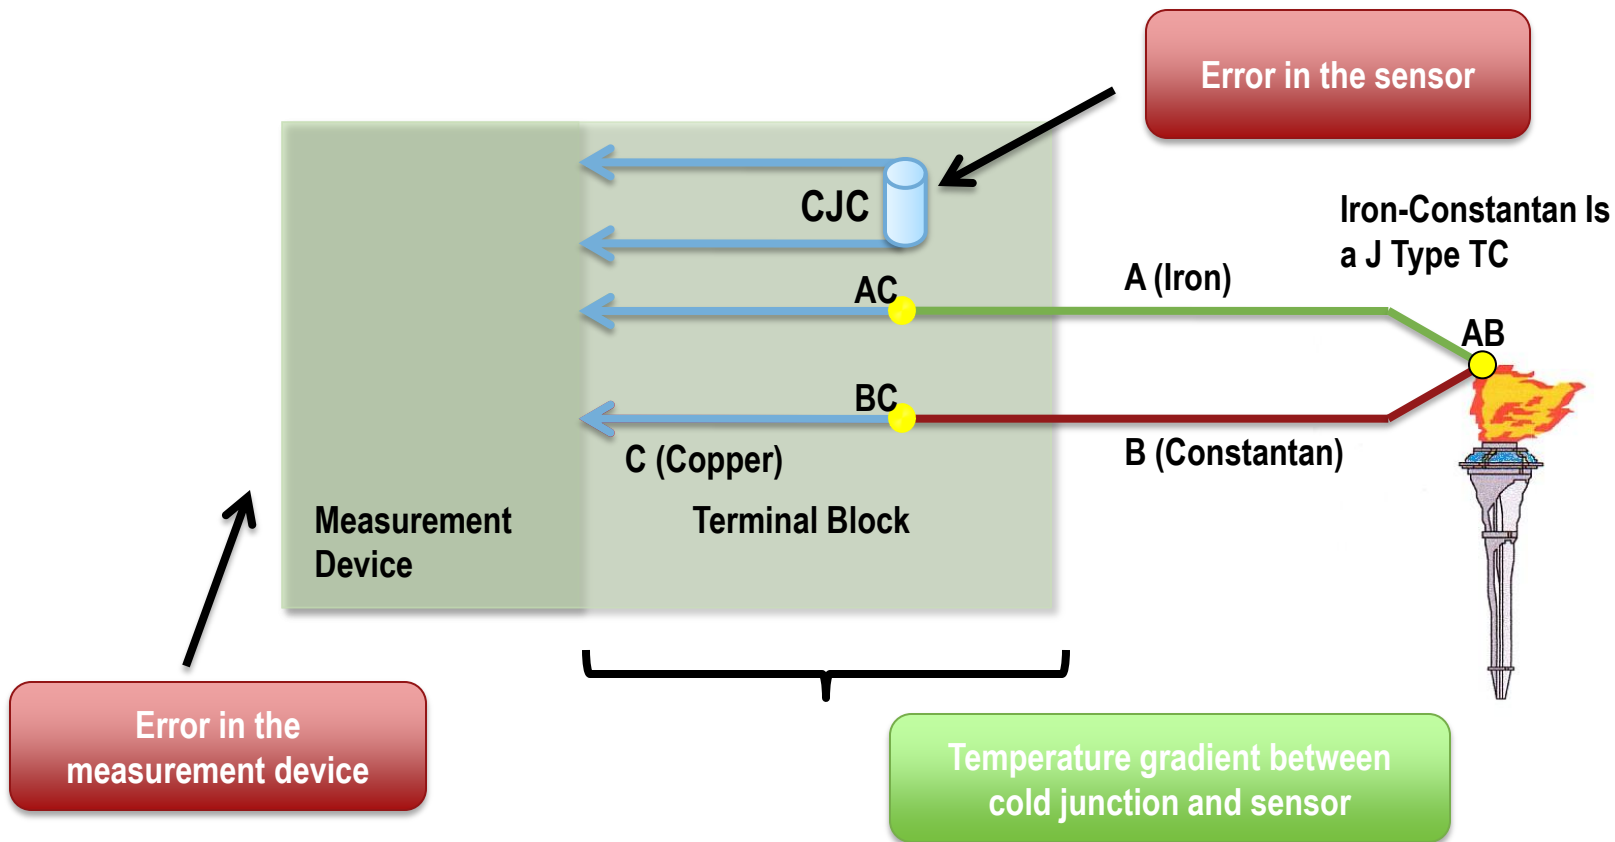 Error in the sensor
CJC
Iron-Constantan Is
a J Type TC
AC
A (Iron)
AB
BC
C (Copper)
B (Constantan)
Measurement
Device
Terminal Block
Error in the
measurement device
Temperature gradient between
cold junction and sensor